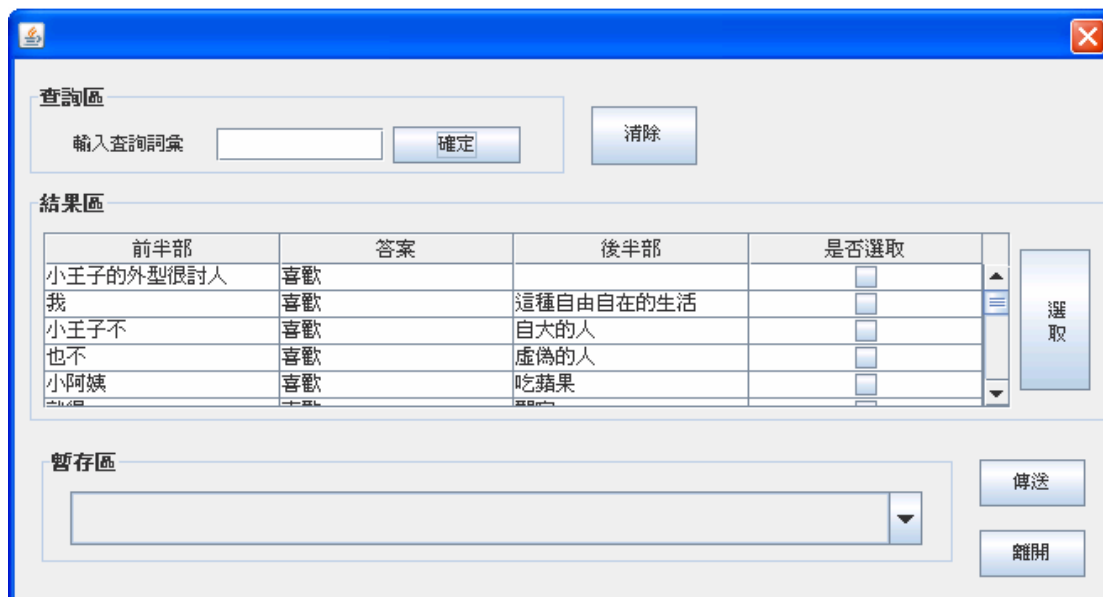 查詢區
輸入查詢詞彙 確定 清除
結果區
前半部 答案 後半部 是否選取
小王子的外型很討人 喜歡
我 喜歡 這種自由自在的生活
小王子不 喜歡 自大的人
也不 喜歡 虛偽的人
小阿姨 喜歡 吃蘋果
選取
暫存區
傳送
離開